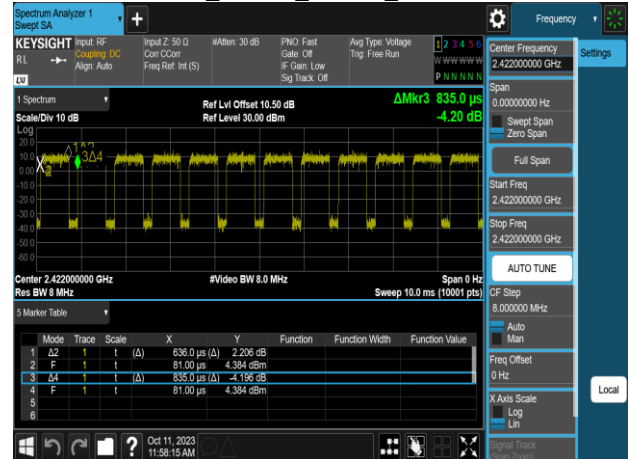 Spectrum Analyzer 1
Swept SA
Frequency
KEYSIGHT
Input: RF
Input Z: 50 Ω
#Atten: 30 dB
PNO: Fast
Avg Type: Voltage
1 2 3 4 5 6
RL
Coupling: DC
Corr CCorr
Gate: Off
Trig: Free Run
W W W W W W
Align: Auto
Freq Ref: Int (S)
IF Gain: Low
P N N N N N
Sig Track: Off
LXI
1 Spectrum
Ref Lvl Offset 10.50 dB
ΔMkr3 835.0 µs
Scale/Div 10 dB
Ref Level 30.00 dBm
-4.20 dB
Log
20.0
10.0
0.00
-10.0
-20.0
-30.0
-40.0
-50.0
-60.0
3Δ4
Center 2.422000000 GHz
#Video BW 8.0 MHz
Span 0 Hz
Res BW 8 MHz
Sweep 10.0 ms (10001 pts)
5 Marker Table
Mode Trace Scale X Y Function Function Width Function Value
1 Δ2 1 t (Δ) 636.0 µs (Δ) 2.206 dB
2 F 1 t 81.00 µs 4.384 dBm
3 Δ4 1 t (Δ) 835.0 µs (Δ) -4.196 dB
4 F 1 t 81.00 µs 4.384 dBm
5
6
?
Oct 11, 2023
11:58:15 AM
Center Frequency
2.422000000 GHz
Settings
Span
0.00000000 Hz
Swept Span
Zero Span
Full Span
Start Freq
2.422000000 GHz
Stop Freq
2.422000000 GHz
AUTO TUNE
CF Step
8.000000 MHz
Auto
Man
Freq Offset
0 Hz
Local
X Axis Scale
Log
Lin
Signal Track
(Span Zoom)